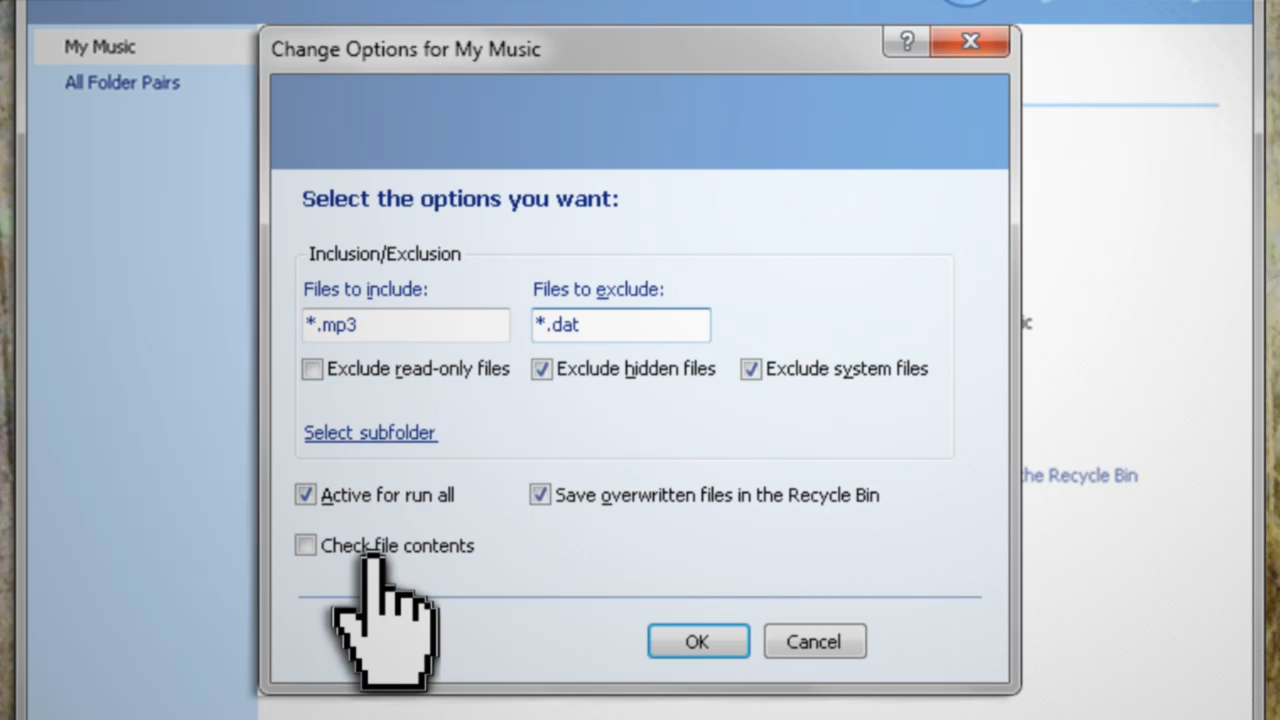 My Music
All Folder Pairs
Change Options for My Music
?
Select the options you want:
Inclusion/Exclusion
Files to include:
Files to exclude:
*.mp3
*.dat
Exclude read-only files
Exclude hidden files
Exclude system files
Select subfolder
Active for run all
Save overwritten files in the Recycle Bin
the Recycle Bin
Check file contents
OK
Cancel